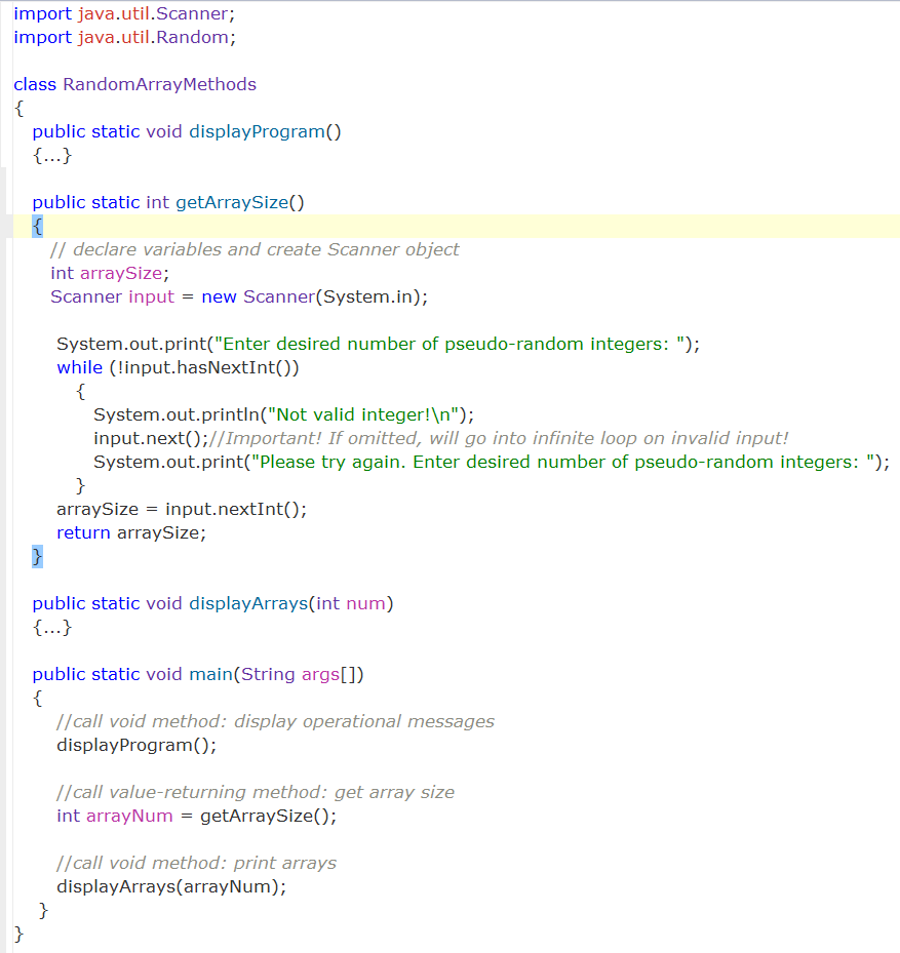 import java.util.Scanner;
import java.util.Random;
class RandomArrayMethods
{
public static void displayProgram()
{...}
public static int getArraySize()
{
// declare variables and create Scanner object
int arraySize;
Scanner input = new Scanner(System.in);
System.out.print("Enter desired number of pseudo-random integers: ");
while (!input.hasNextInt())
{
System.out.println("Not valid integer!\n");
input.next();//Important! If omitted, will go into infinite loop on invalid input!
System.out.print("Please try again. Enter desired number of pseudo-random integers: ");
}
arraySize = input.nextInt();
return arraySize;
}
public static void displayArrays(int num)
{...}
public static void main(String args[])
{
//call void method: display operational messages
displayProgram();
//call value-returning method: get array size
int arrayNum = getArraySize();
//call void method: print arrays
displayArrays(arrayNum);
}
}